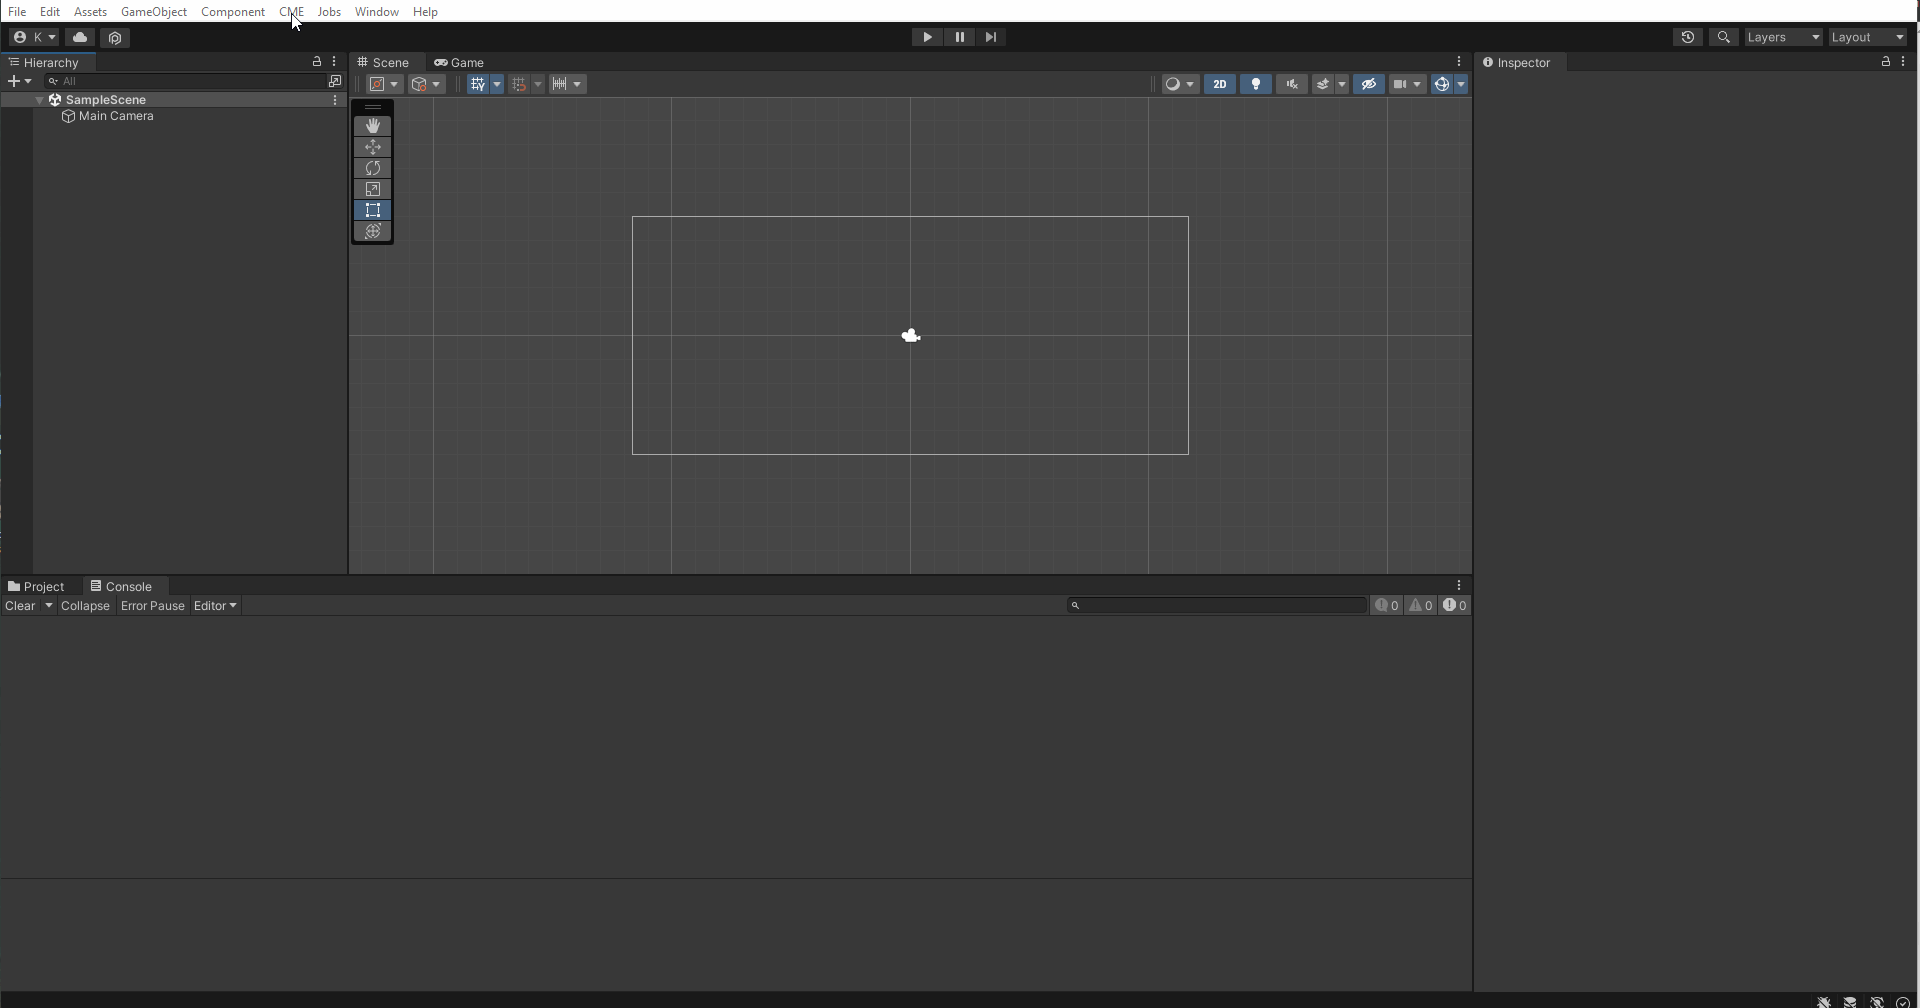 File Edit Assets GameObject Component CME Jobs Window Help
K Layers Layout
Hierarchy
All
SampleScene
Main Camera
Scene Game
2D
Inspector
Project Console
Clear Collapse Error Pause Editor 0 0 0